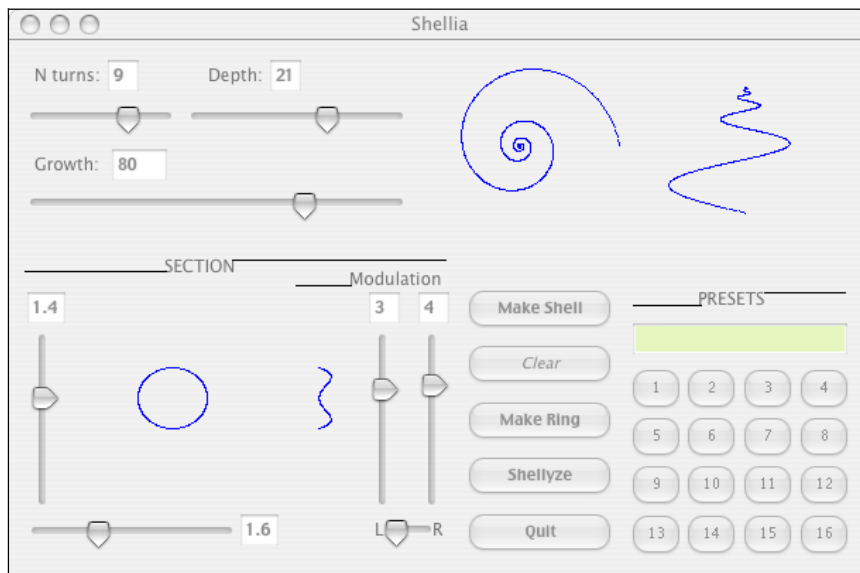 Shellia
N turns: 9 Depth: 21
Growth: 80
SECTION
Modulation
1.4 3 4
Make Shell
Clear
Make Ring
Shellyze
Quit
1.6
L R
PRESETS
1 2 3 4
5 6 7 8
9 10 11 12
13 14 15 16